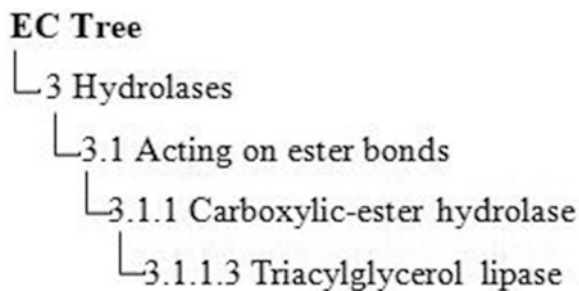 EC Tree
3 Hydrolases
3.1 Acting on ester bonds
3.1.1 Carboxylic-ester hydrolase
3.1.1.3 Triacylglycerol lipase